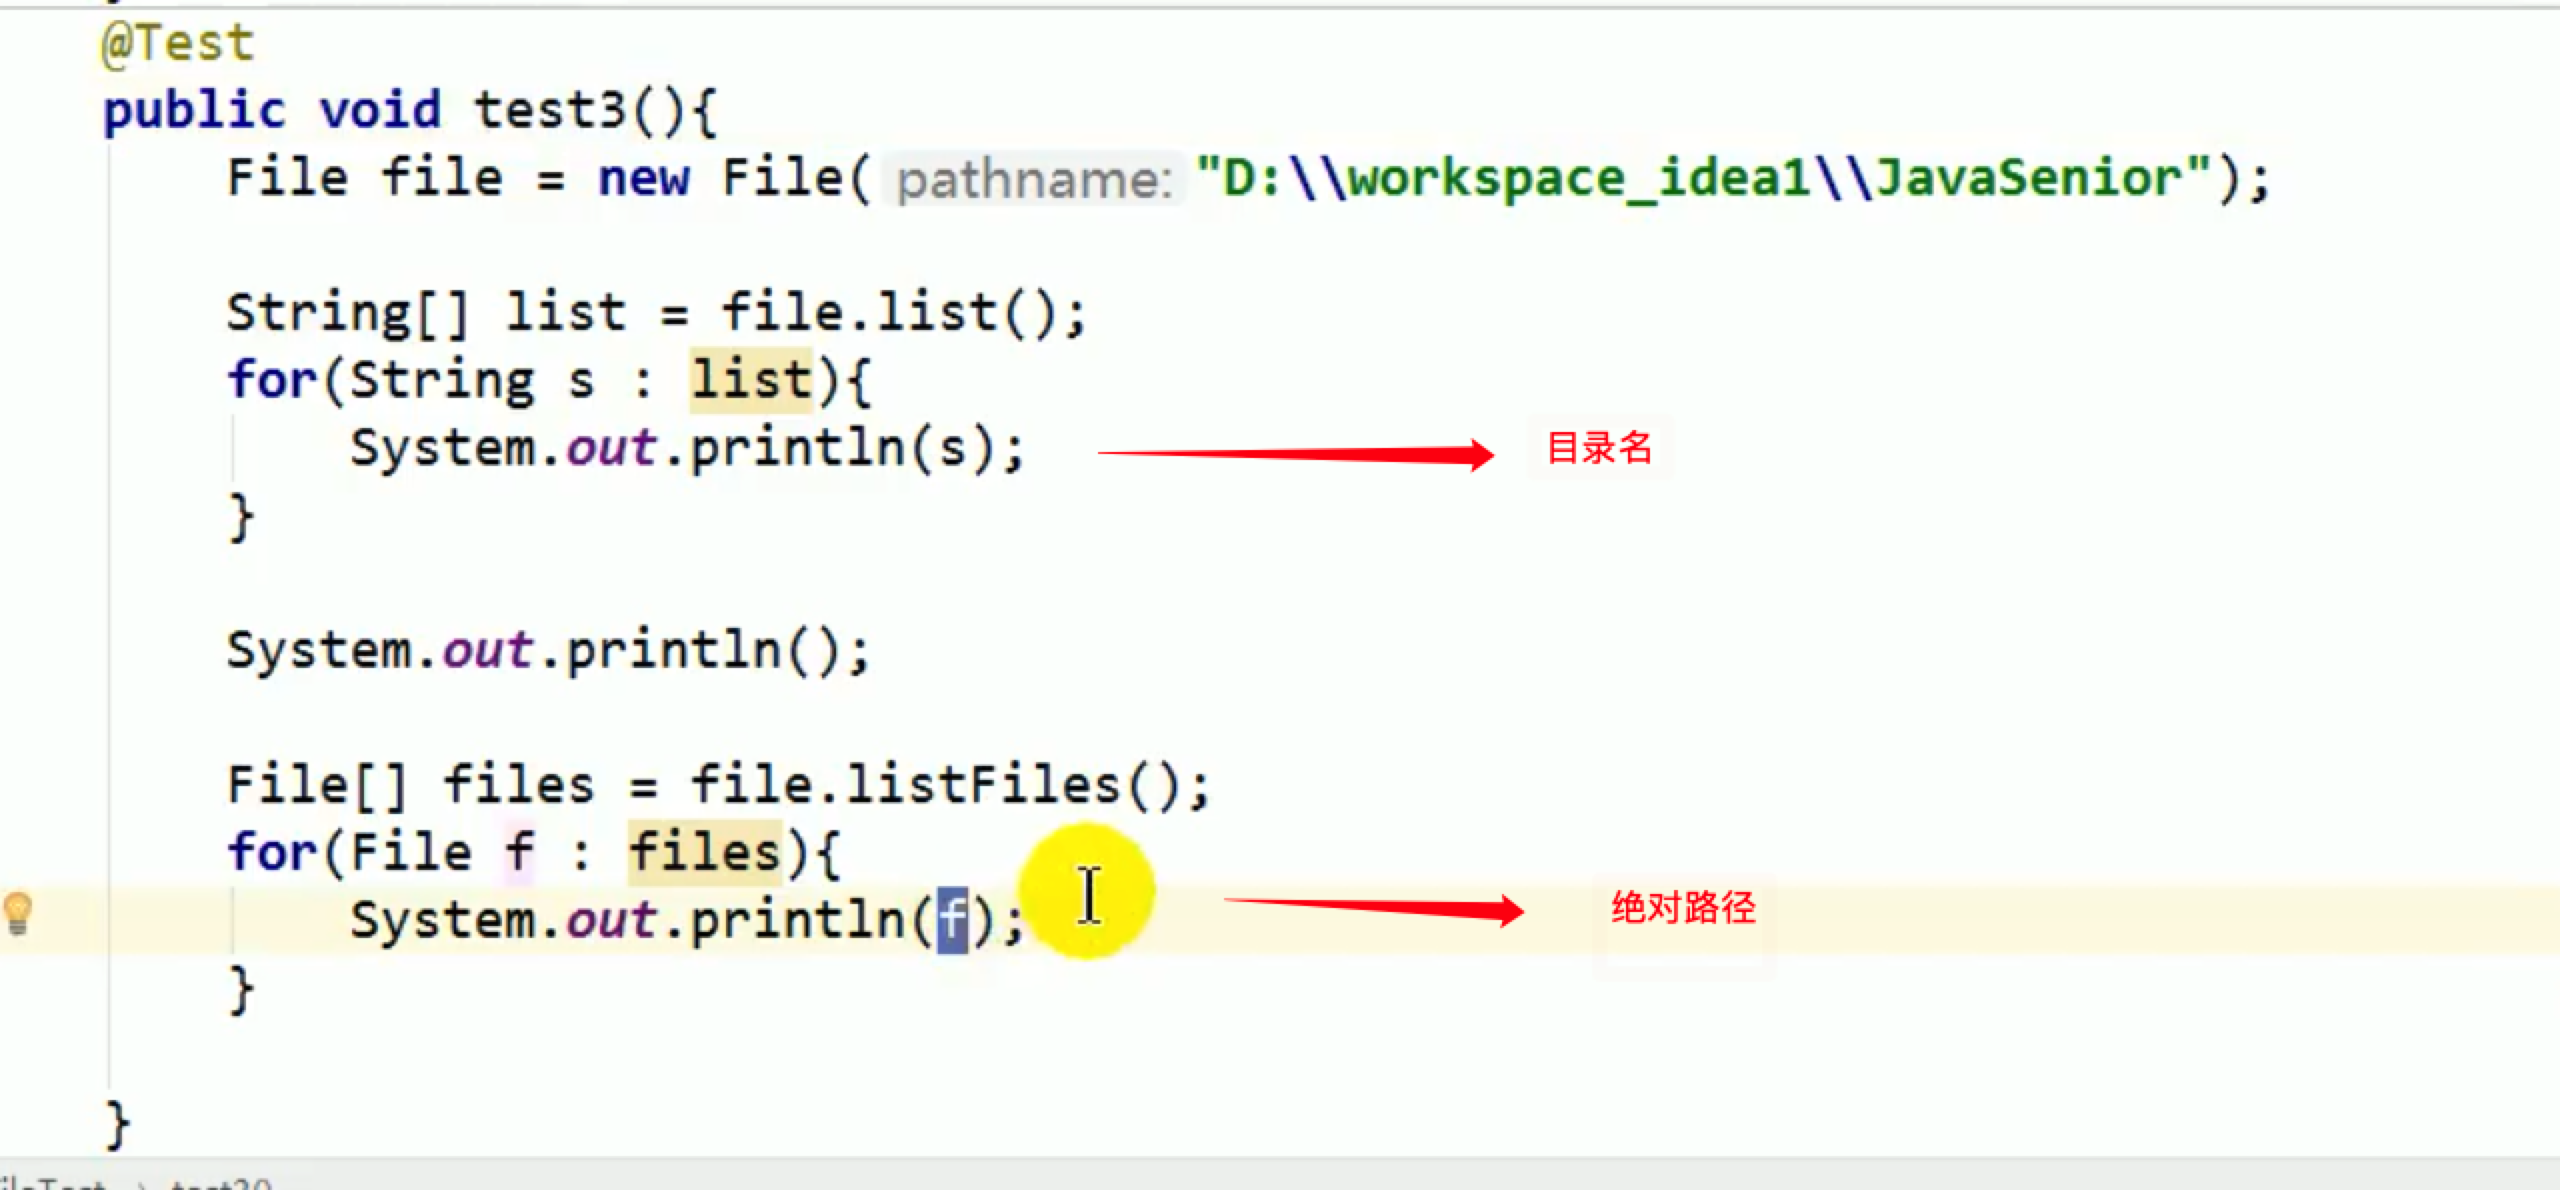 @Test
public void test3(){
File file = new File( pathname: "D:\\workspace_idea1\\JavaSenior");
String[] list = file.list();
for(String s : list){
System.out.println(s); 目录名
}
System.out.println();
File[] files = file.listFiles();
for(File f : files){
System.out.println(f); 绝对路径
}
}